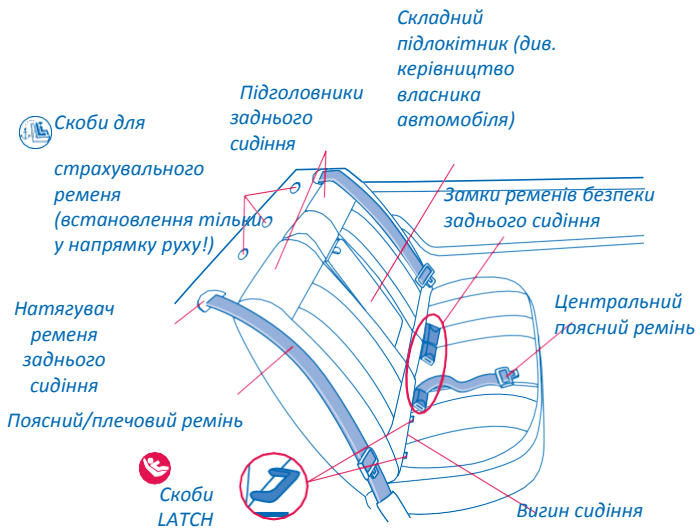 Складний
підлокітник (див.
керівництво
власника
автомобіля)
Підголовники
заднього
сидіння
Скоби для
страхувального
ременя
(встановлення тільки
у напрямку руху!)
Замки ременів безпеки
заднього сидіння
Натягувач
ременя
заднього
сидіння
Центральний
поясний ремінь
Поясний/плечовий ремінь
Скоби
LATCH
Вигин сидіння